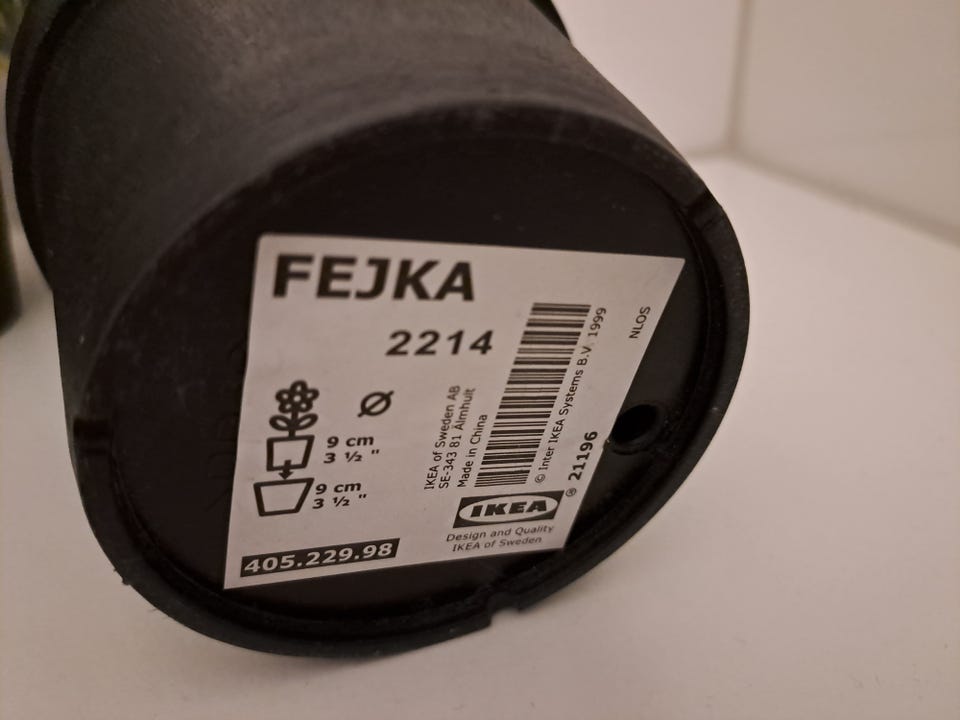 FEJKA
2214
Ø
9 cm
3 ½ "
9 cm
3 ½ "
405.229.98
IKEA of Sweden AB
SE-343 81 Älmhult
Made in China
© Inter IKEA Systems B.V. 1999
21196
NLOS
IKEA ®
Design and Quality
IKEA of Sweden